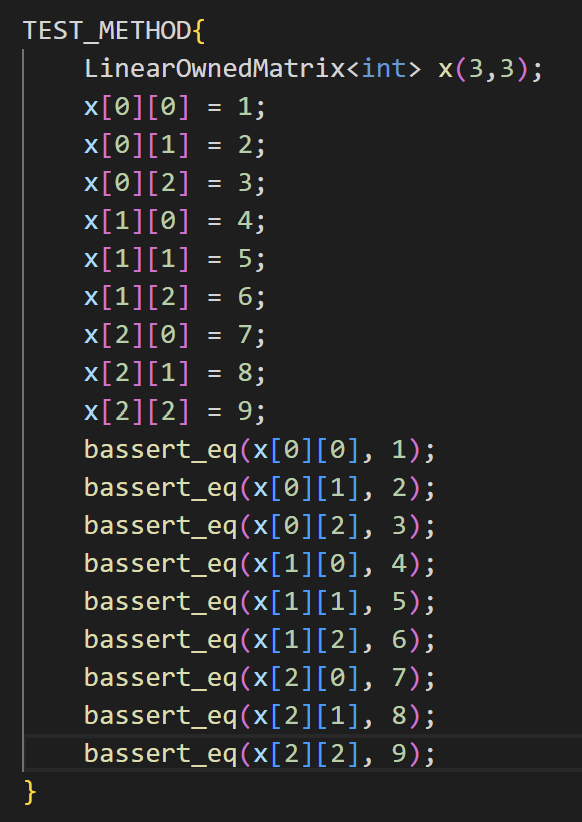 TEST_METHOD{
    LinearOwnedMatrix<int> x(3,3);
    x[0][0] = 1;
    x[0][1] = 2;
    x[0][2] = 3;
    x[1][0] = 4;
    x[1][1] = 5;
    x[1][2] = 6;
    x[2][0] = 7;
    x[2][1] = 8;
    x[2][2] = 9;
    bassert_eq(x[0][0], 1);
    bassert_eq(x[0][1], 2);
    bassert_eq(x[0][2], 3);
    bassert_eq(x[1][0], 4);
    bassert_eq(x[1][1], 5);
    bassert_eq(x[1][2], 6);
    bassert_eq(x[2][0], 7);
    bassert_eq(x[2][1], 8);
    bassert_eq(x[2][2], 9);
}